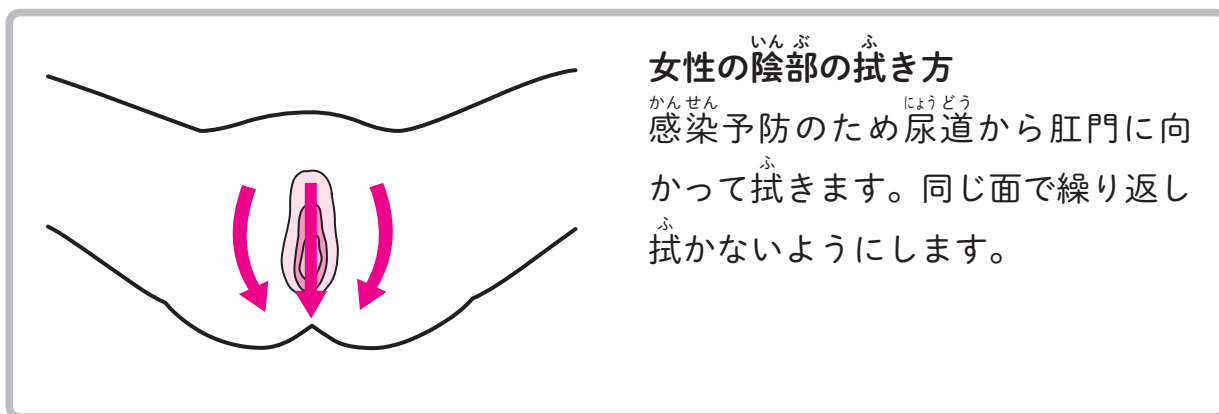 女性の陰部の拭き方
感染予防のため尿道から肛門に向
かって拭きます。同じ面で繰り返し
拭かないようにします。